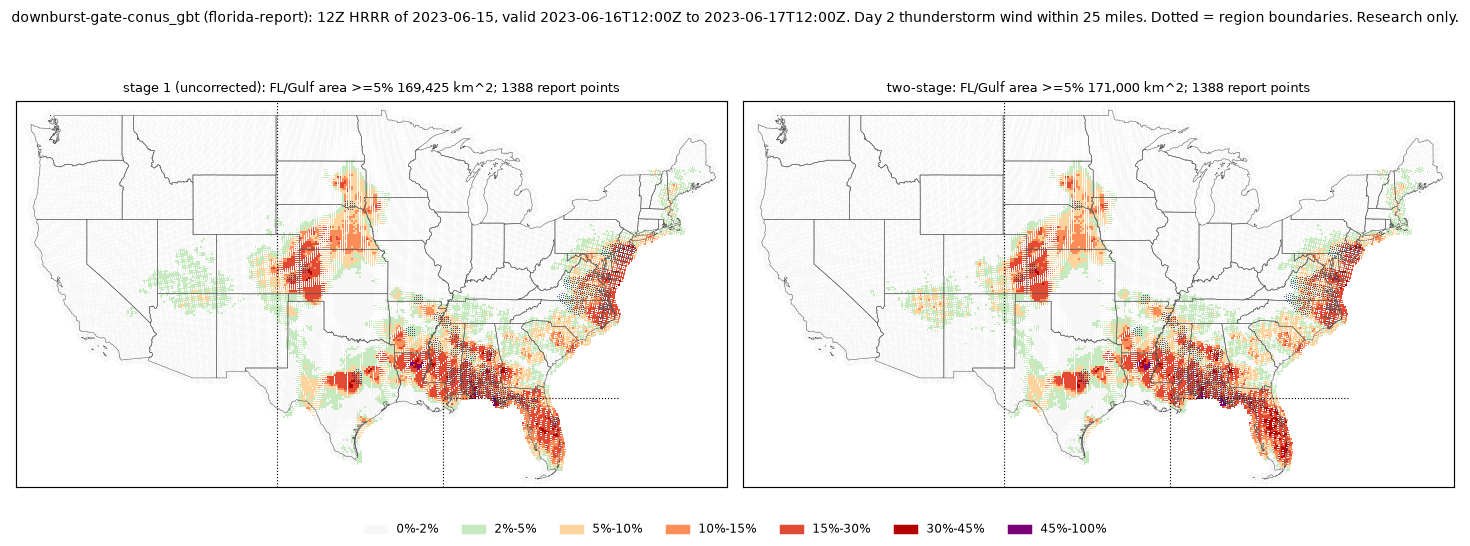 downburst-gate-conus_gbt (florida-report): 12Z HRRR of 2023-06-15, valid 2023-06-16T12:00Z to 2023-06-17T12:00Z. Day 2 thunderstorm wind within 25 miles. Dotted = region boundaries. Research only.
stage 1 (uncorrected): FL/Gulf area >=5% 169,425 km^2; 1388 report points
two-stage: FL/Gulf area >=5% 171,000 km^2; 1388 report points
0%-2% 2%-5% 5%-10% 10%-15% 15%-30% 30%-45% 45%-100%